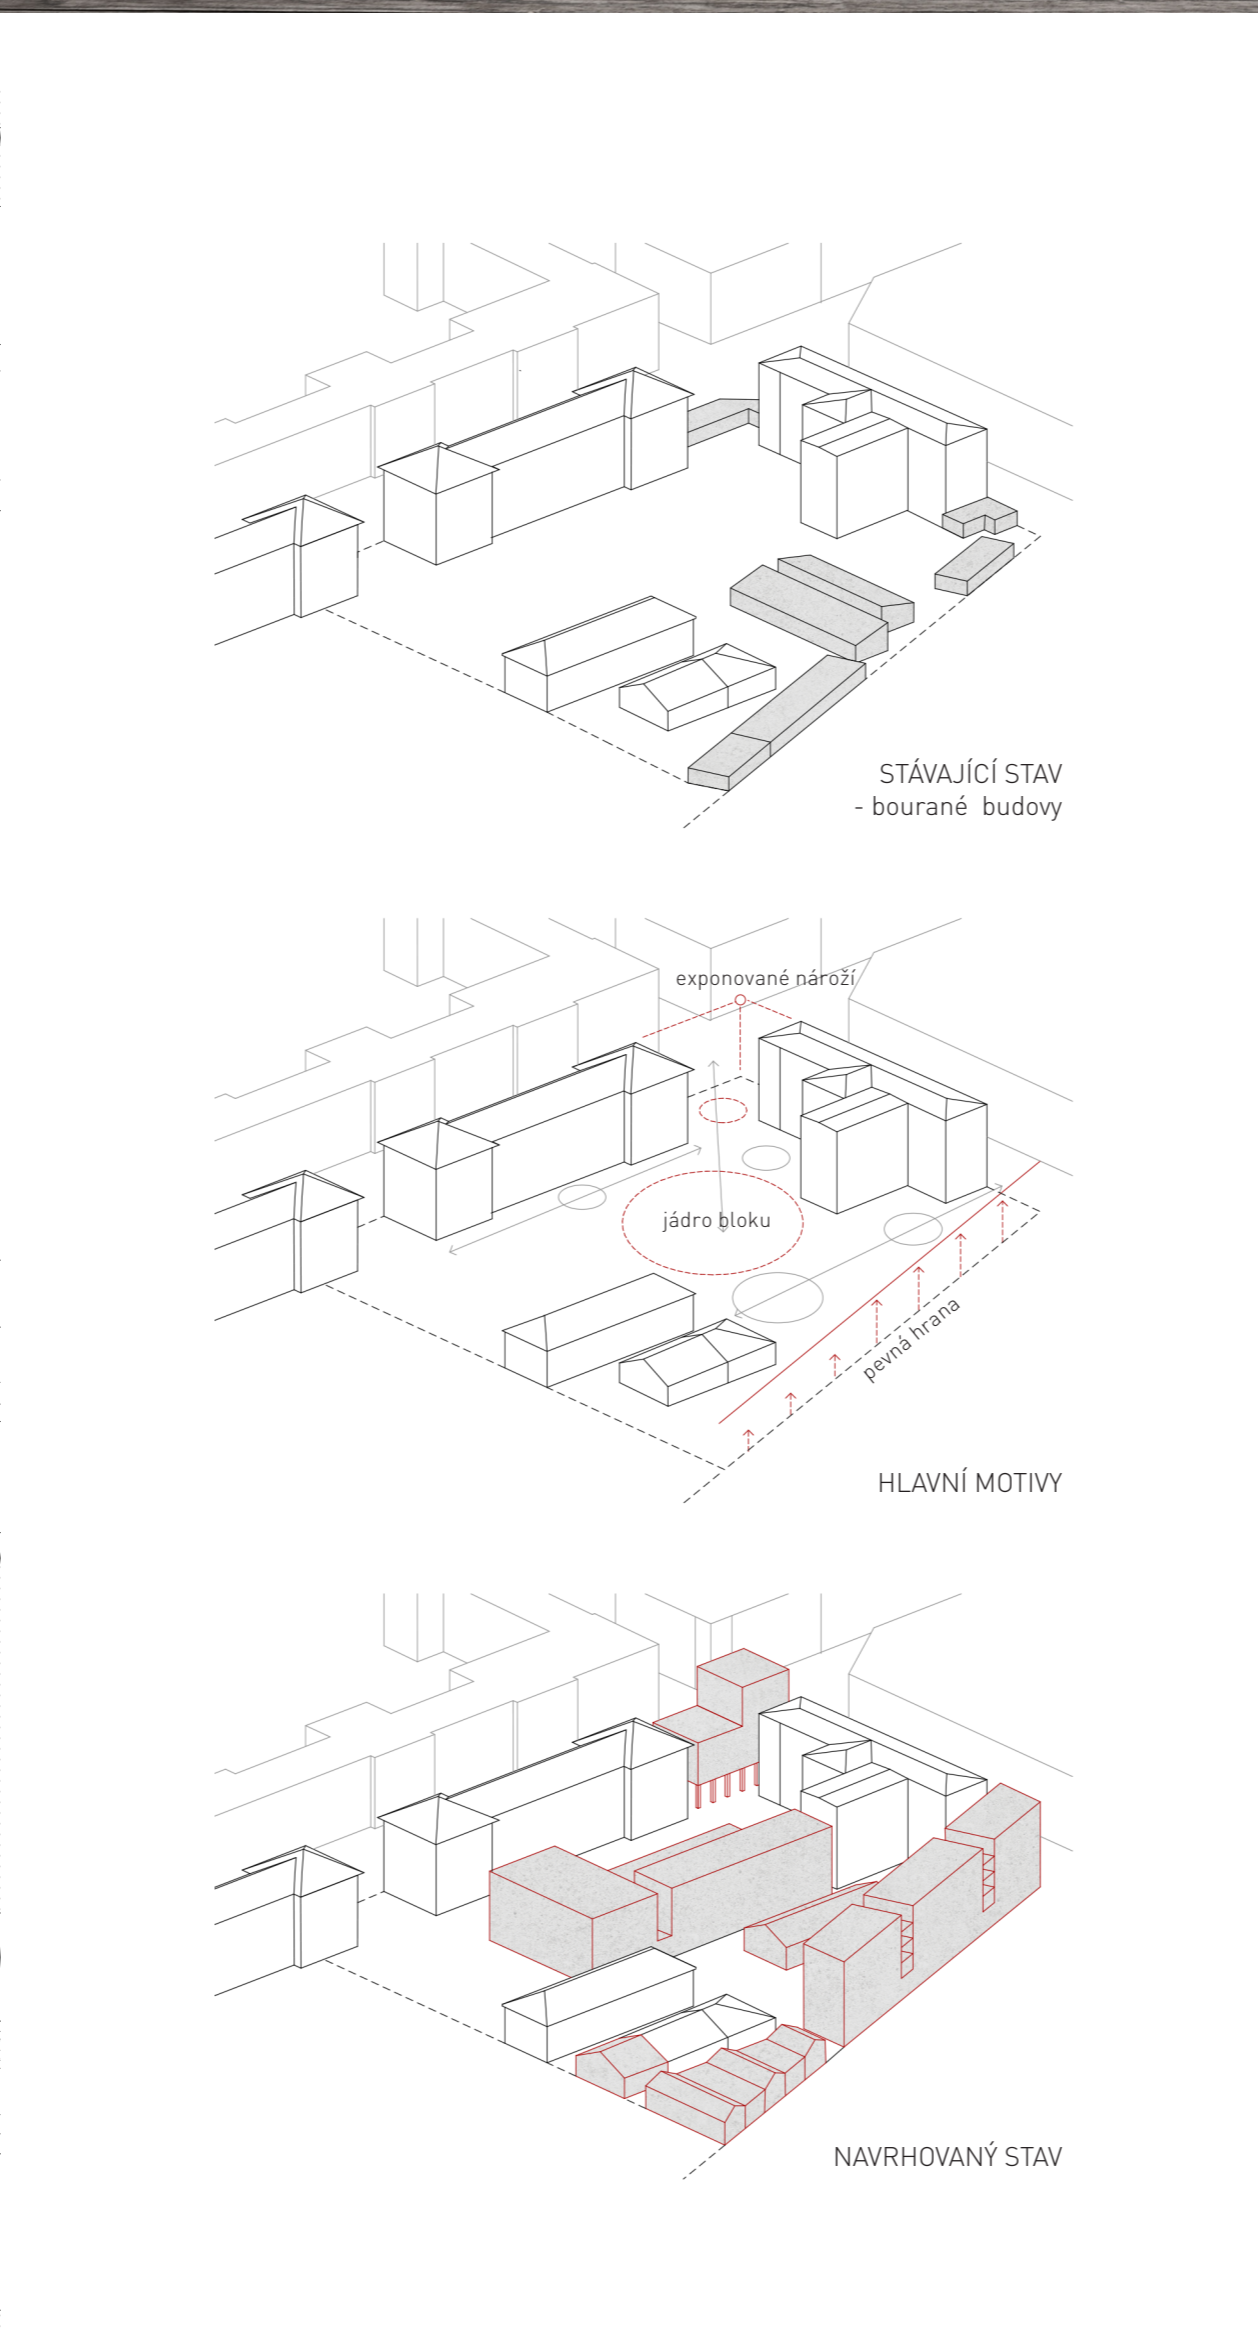 STÁVAJÍCÍ STAV
- bourané budovy
exponované nároží
jádro bloku
pevná hrana
HLAVNÍ MOTIVY
NAVRHOVANÝ STAV